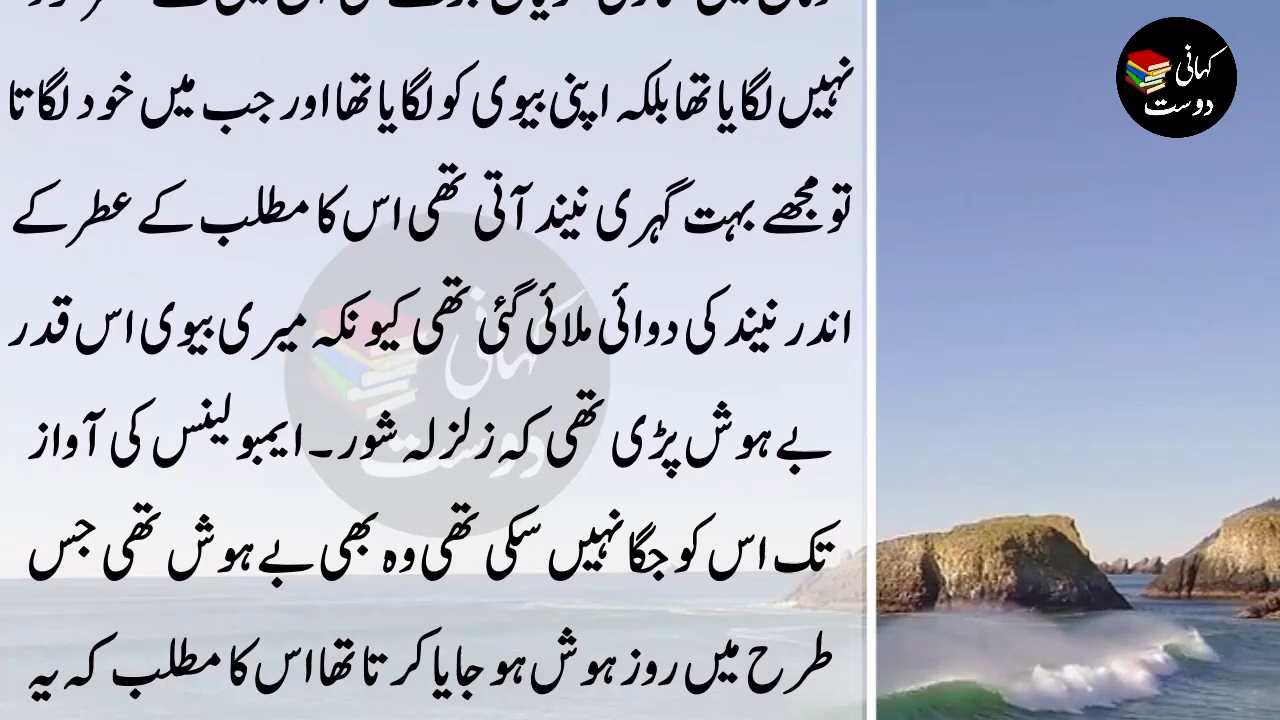 نہیں لگایا تھا بلکہ اپنی بیوی کو لگایا تھا اور جب میں خود لگاتا
تو مجھے بہت گہری نیند آتی تھی اس کا مطلب کے عطر کے
اندر نیند کی دوائی ملائی گئی تھی کیونکہ میری بیوی اس قدر
بے ہوش پڑی تھی کہ زلزلہ شور۔ ایمبولینس کی آواز
تک اس کو جگا نہیں سکی تھی وہ بھی بے ہوش تھی جس
طرح میں روز ہوش ہو جایا کرتا تھا اس کا مطلب کہ یہ
کہانی
دوست
کہانی
دوست